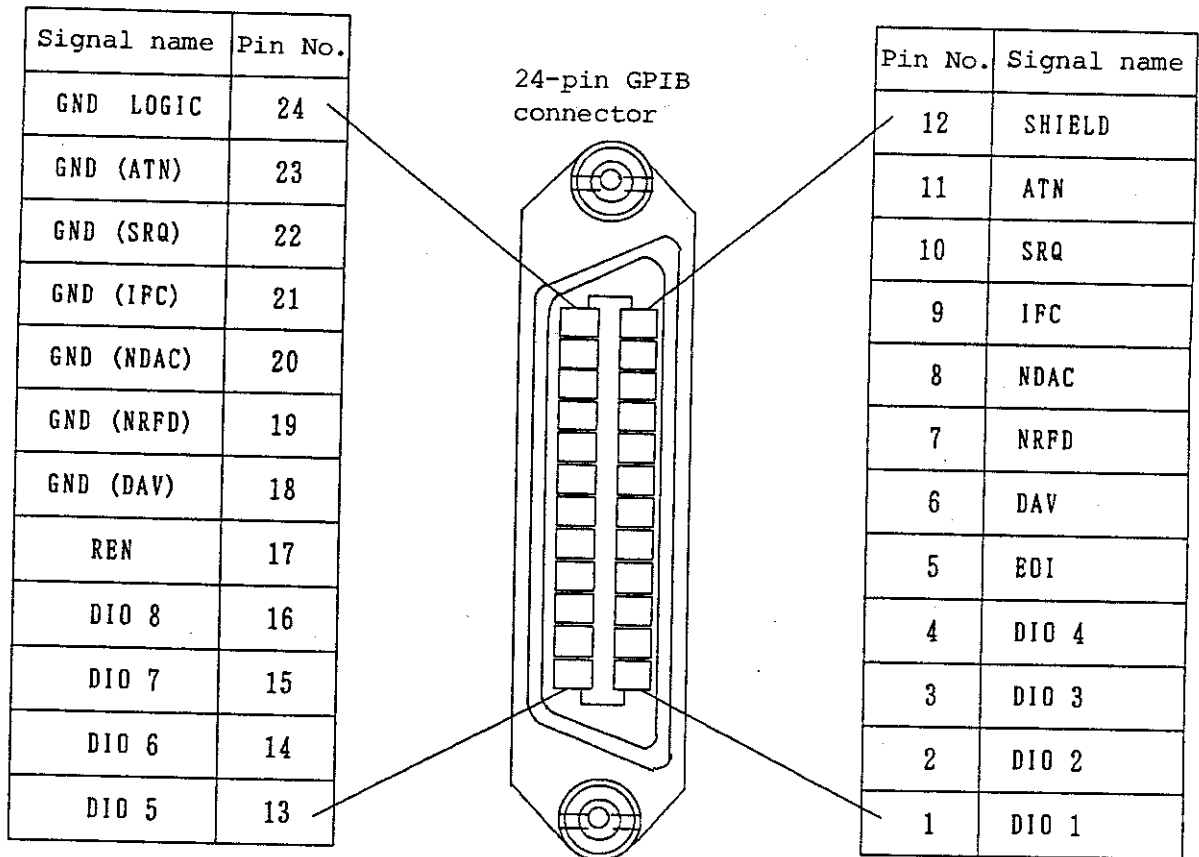 Signal name Pin No.
GND LOGIC 24
GND (ATN) 23
GND (SRQ) 22
GND (IFC) 21
GND (NDAC) 20
GND (NRFD) 19
GND (DAV) 18
REN 17
DIO 8 16
DIO 7 15
DIO 6 14
DIO 5 13
24-pin GPIB
connector
Pin No. Signal name
12 SHIELD
11 ATN
10 SRQ
9 IFC
8 NDAC
7 NRFD
6 DAV
5 EOI
4 DIO 4
3 DIO 3
2 DIO 2
1 DIO 1